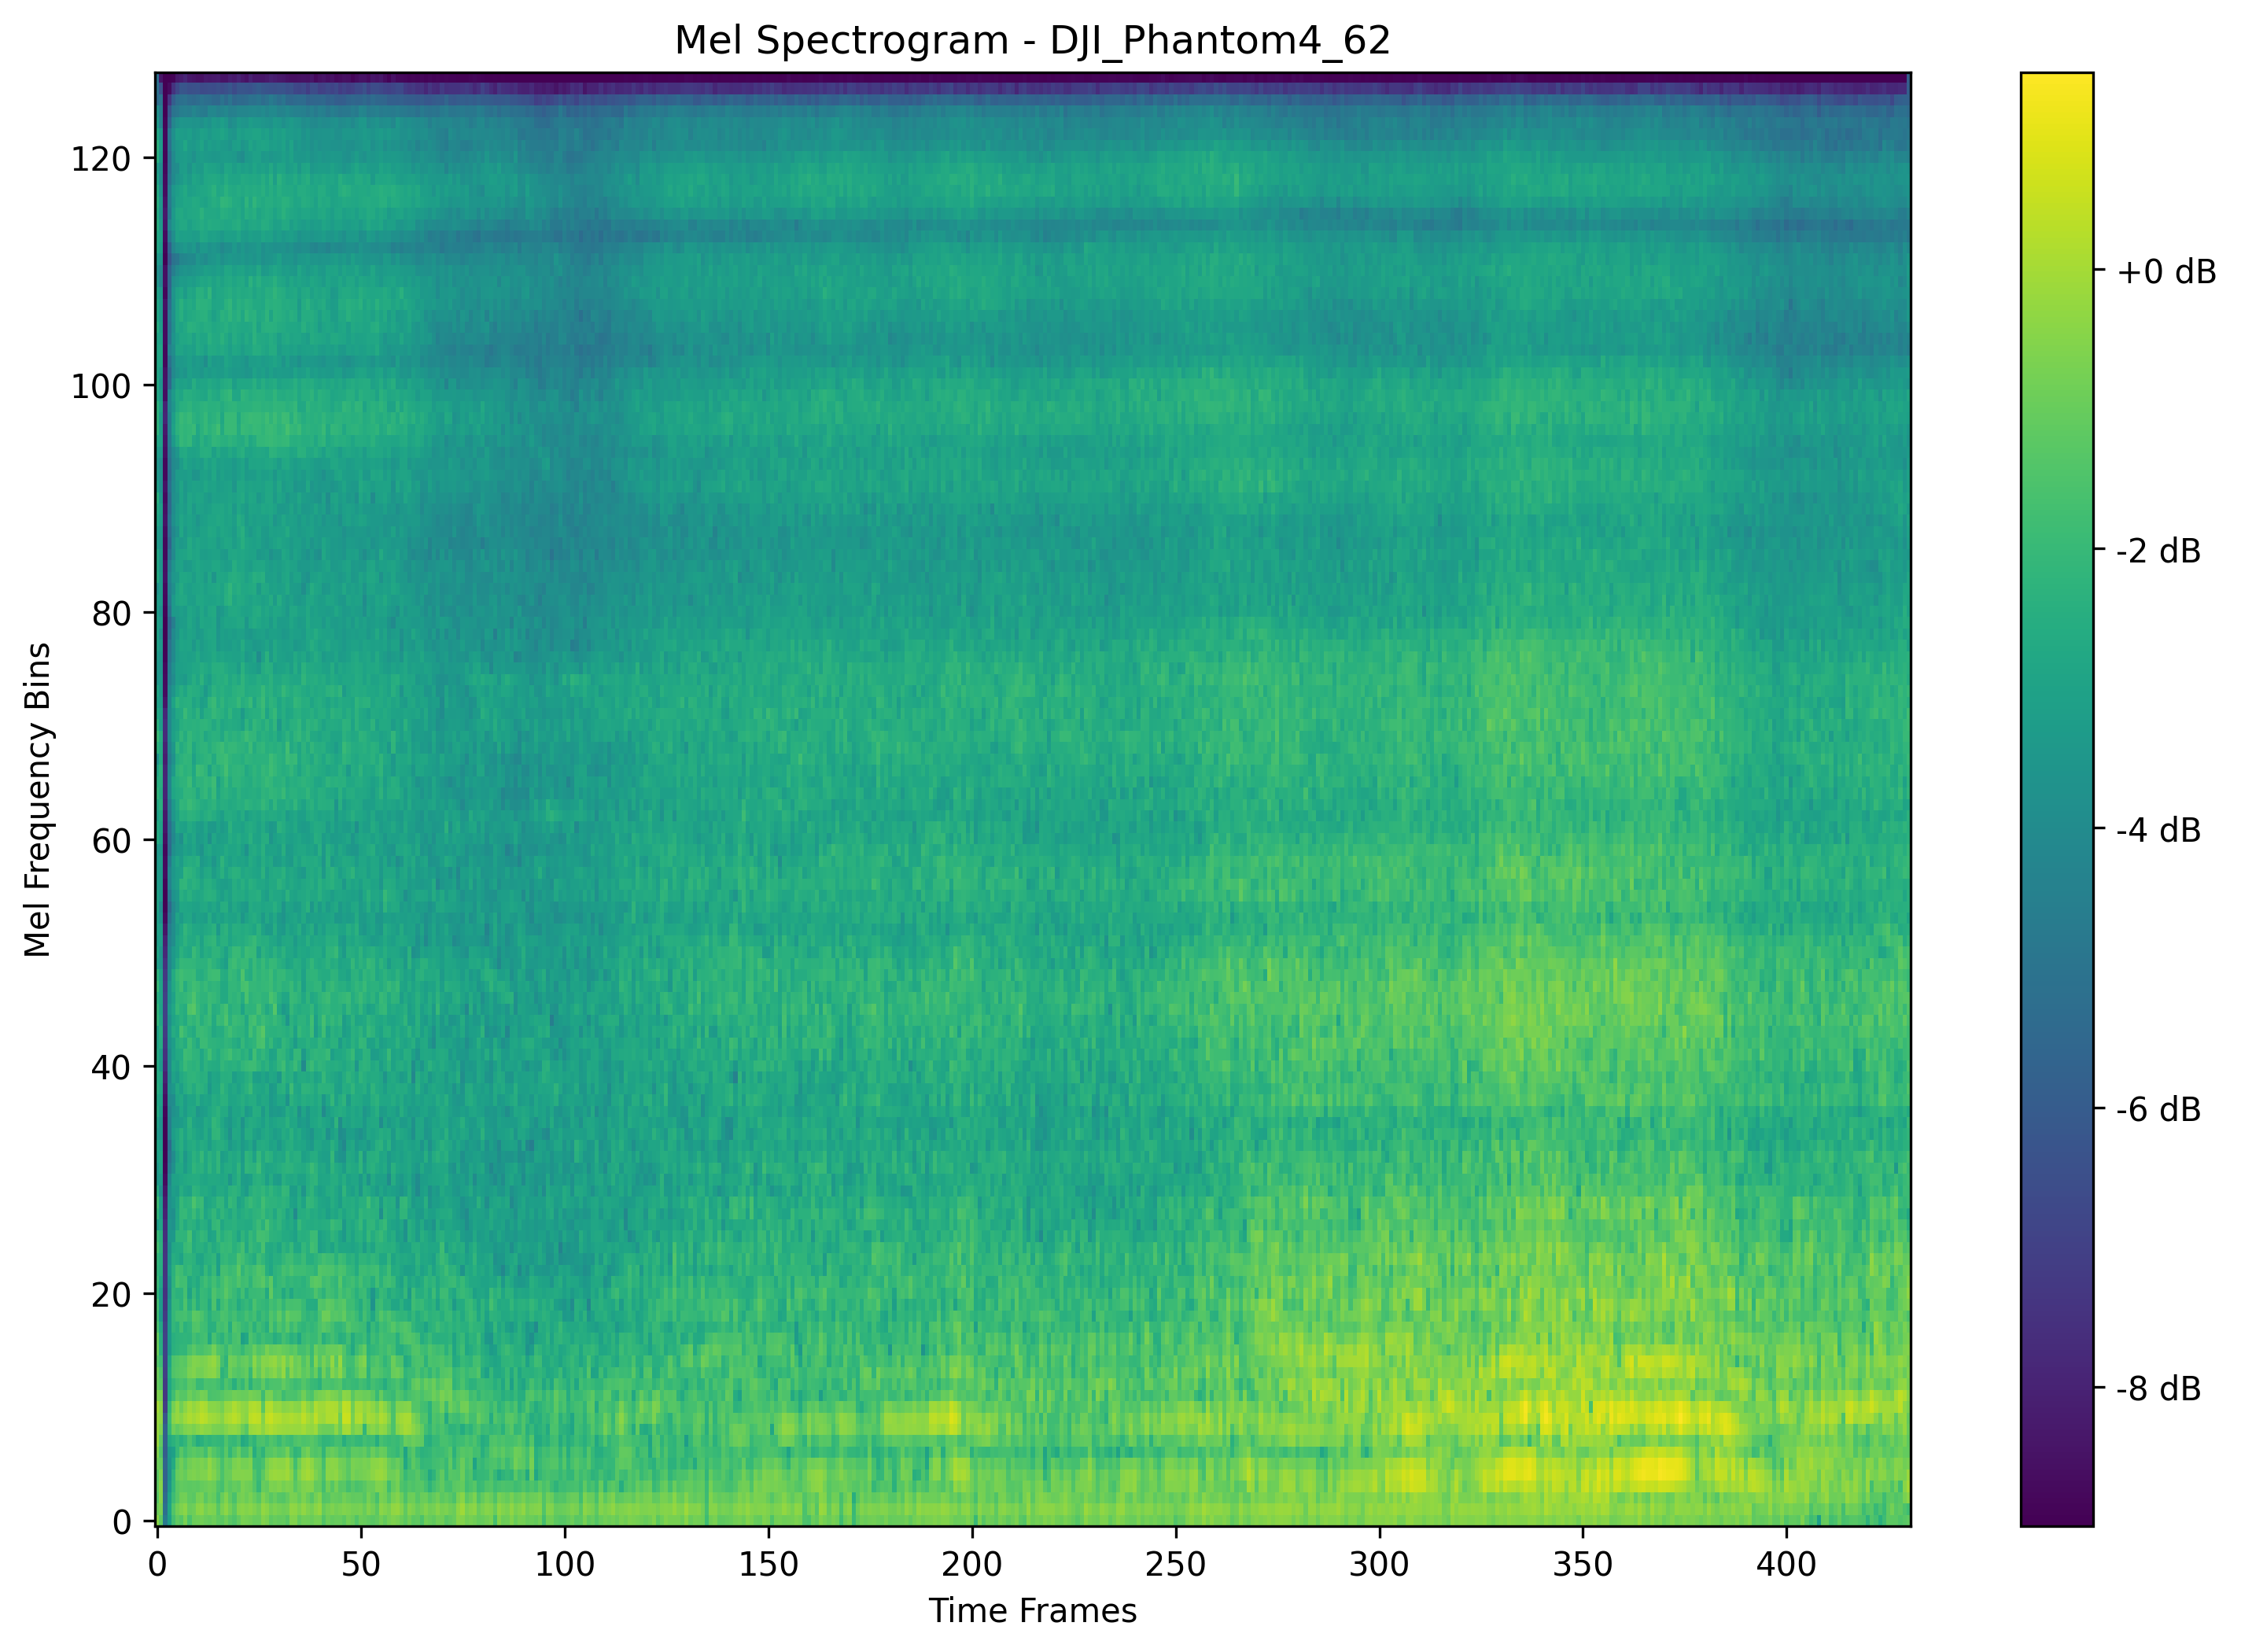 Mel Spectrogram - DJI_Phantom4_62
120
100
80
60
40
20
0
Mel Frequency Bins
0 50 100 150 200 250 300 350 400
Time Frames
+0 dB
-2 dB
-4 dB
-6 dB
-8 dB